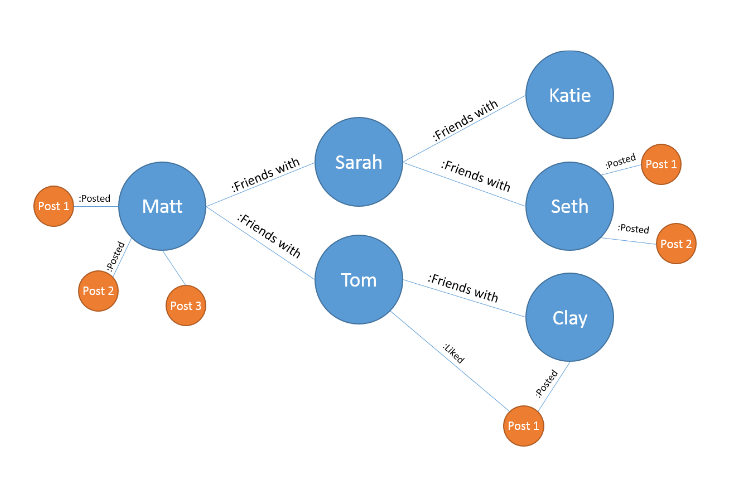 Katie
:Friends with
Sarah
:Friends with
:Friends with
Seth
:Posted
Post 1
:Posted
Post 2
Matt
:Posted
Post 1
:Posted
Post 2
Post 3
:Friends with
Tom
:Friends with
Clay
:Liked
:Posted
Post 1